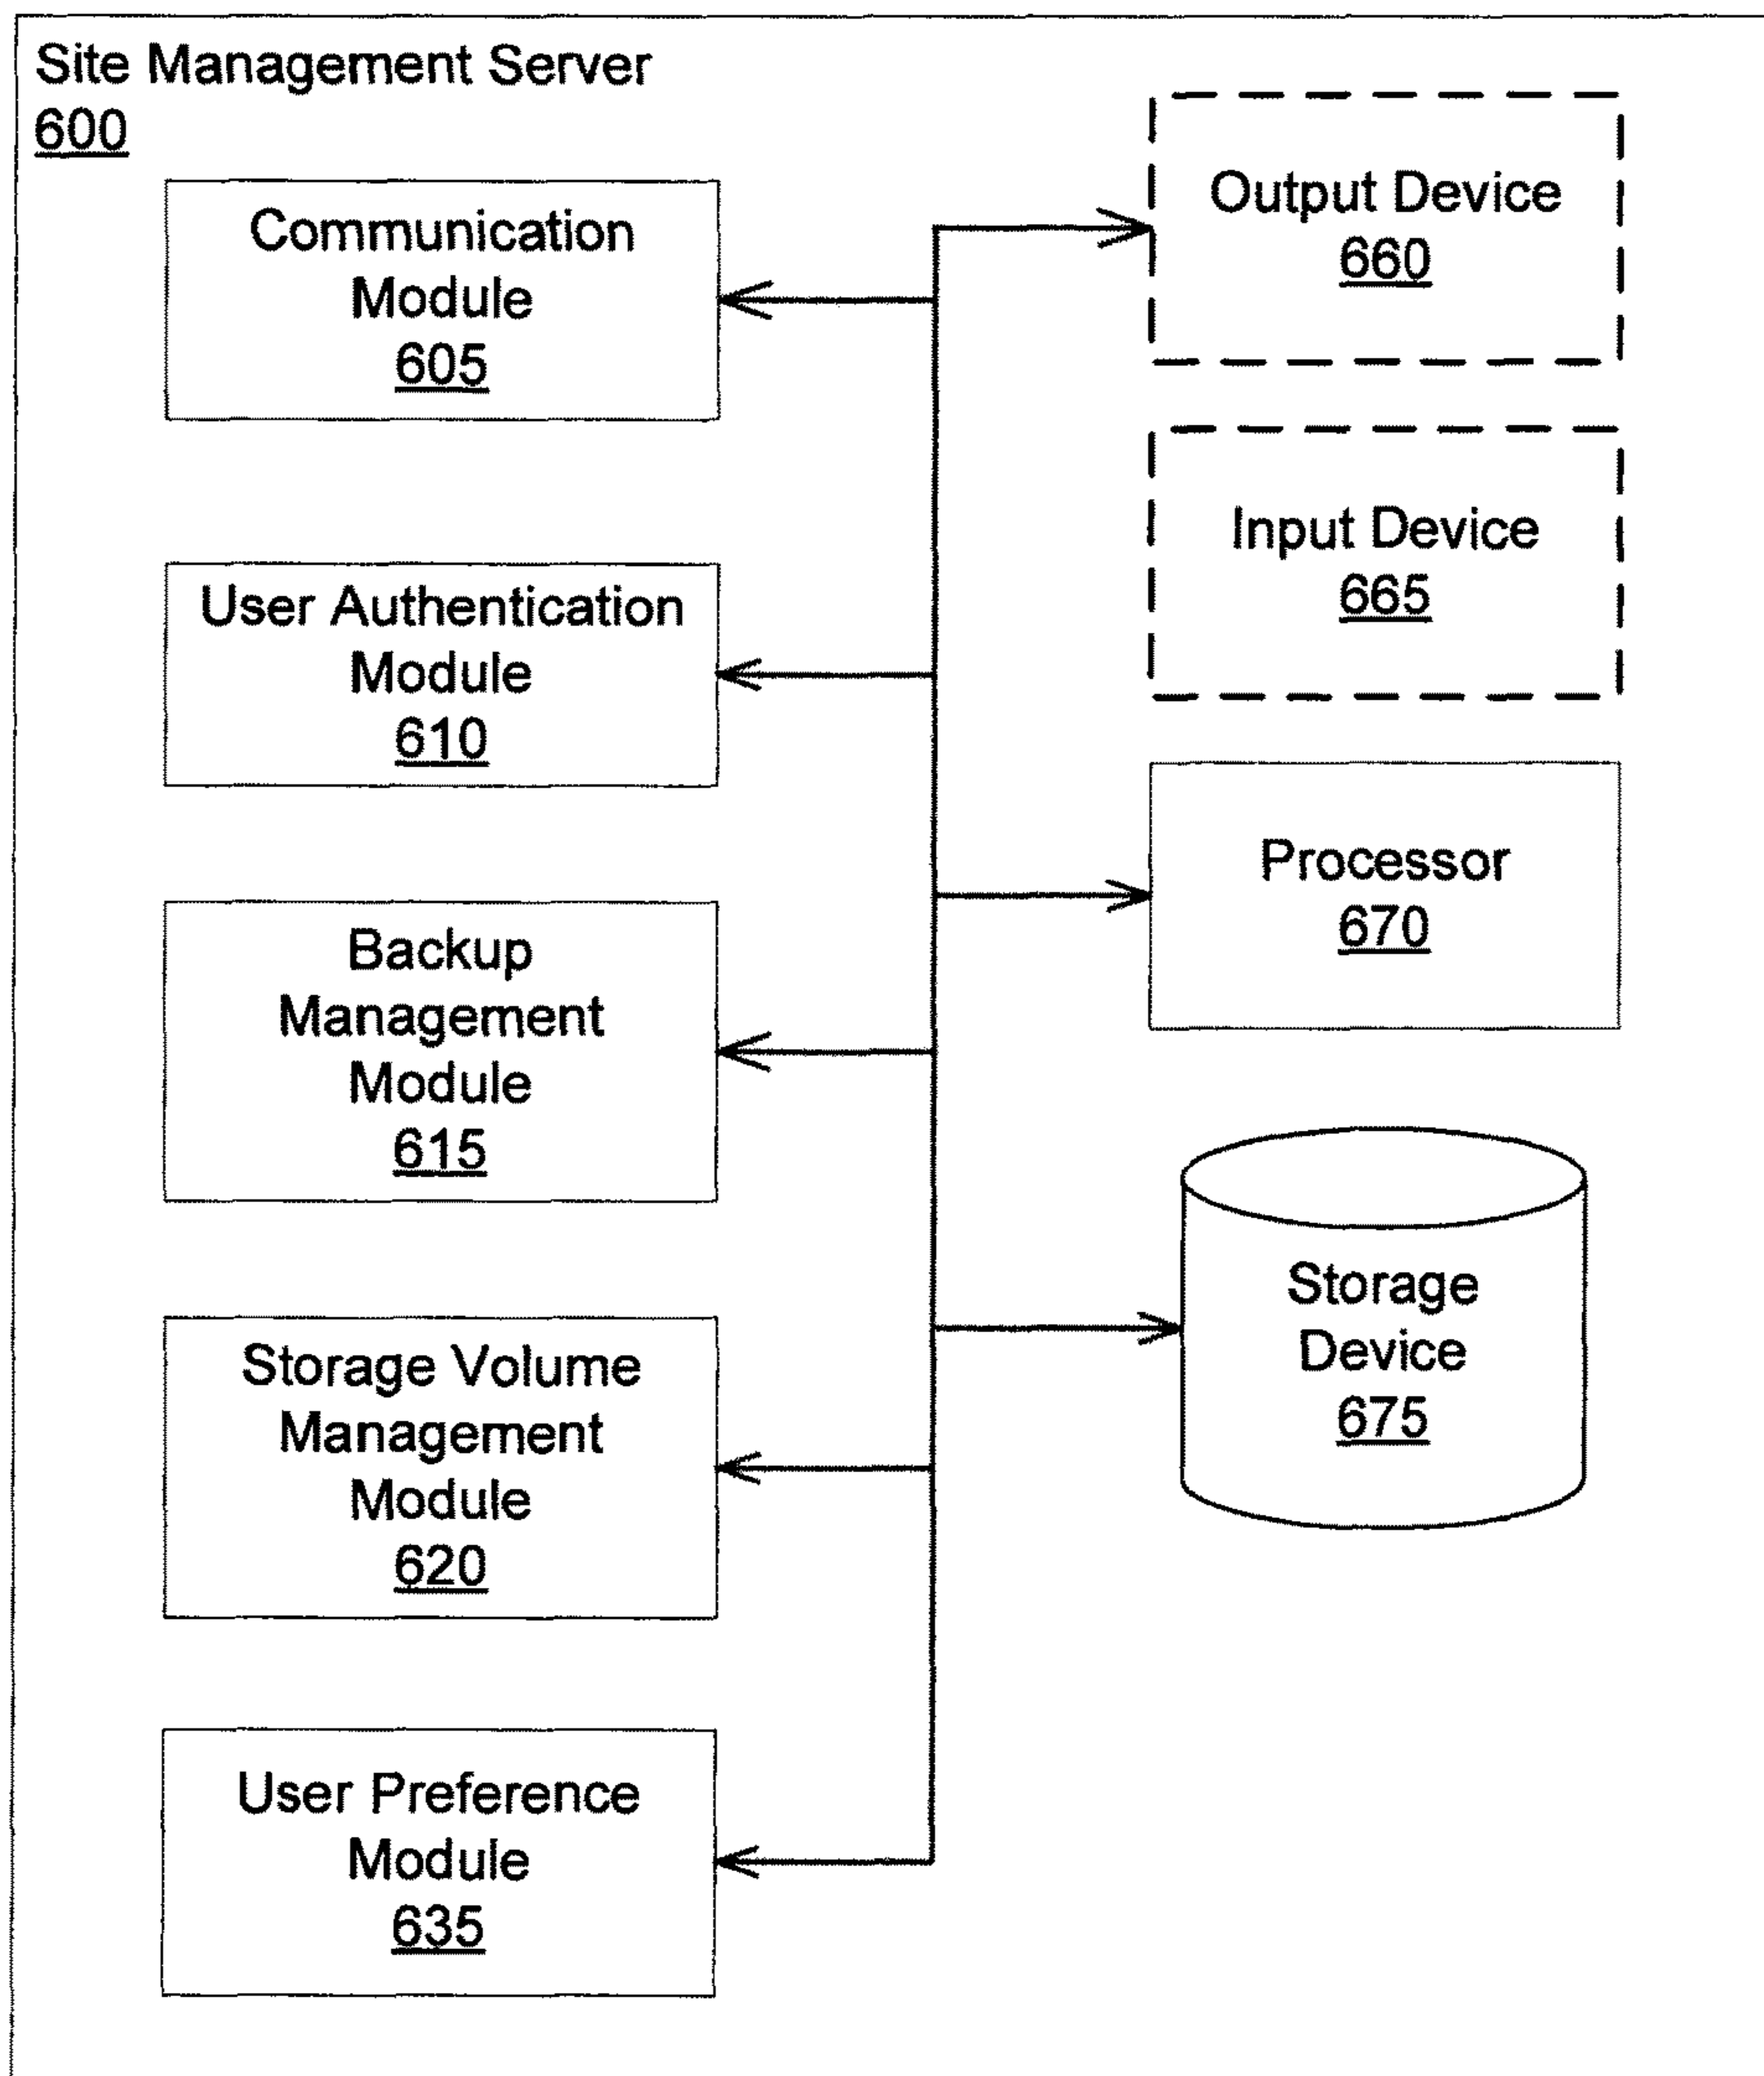 Site Management Server
600
Communication
Module
605
User Authentication
Module
610
Backup
Management
Module
615
Storage Volume
Management
Module
620
User Preference
Module
635
Output Device
660
Input Device
665
Processor
670
Storage
Device
675